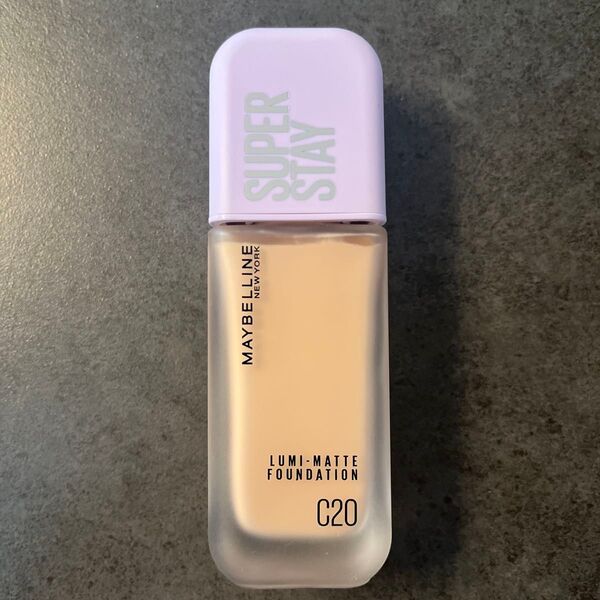 SUPER
STAY
MAYBELLINE
NEW YORK
LUMI-MATTE
FOUNDATION
C20